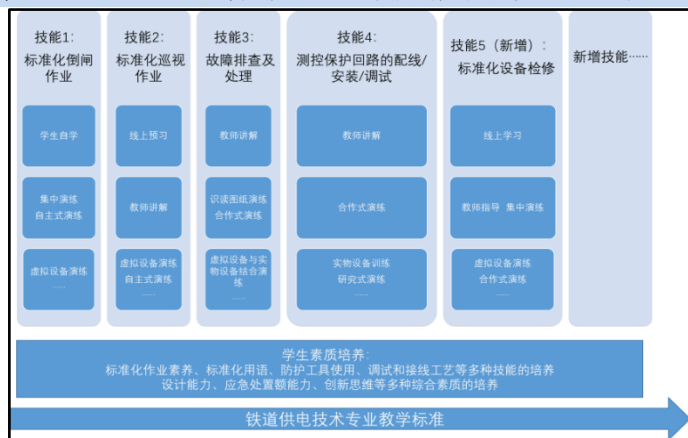 技能1:
标准化倒闸
作业
学生自学
集中演练
自主式演练
虚拟设备演练
……
技能2:
标准化巡视
作业
线上预习
教师讲解
虚拟设备演练
自主式演练
……
技能3:
故障排查及
处理
教师讲解
识读图纸演练
合作式演练
虚拟设备与实
物设备结合演
练
……
技能4:
测控保护回路的配线/
安装/调试
教师讲解
合作式演练
实物设备训练
研究式演练
……
技能5（新增）:
标准化设备检修
线上学习
教师指导 集中演练
虚拟设备演练
合作式演练
……
新增技能……
学生素质培养:
标准化作业素养、标准化用语、防护工具使用、调试和接线工艺等多种技能的培养
设计能力、应急处置额能力、创新思维等多种综合素质的培养
铁道供电技术专业教学标准